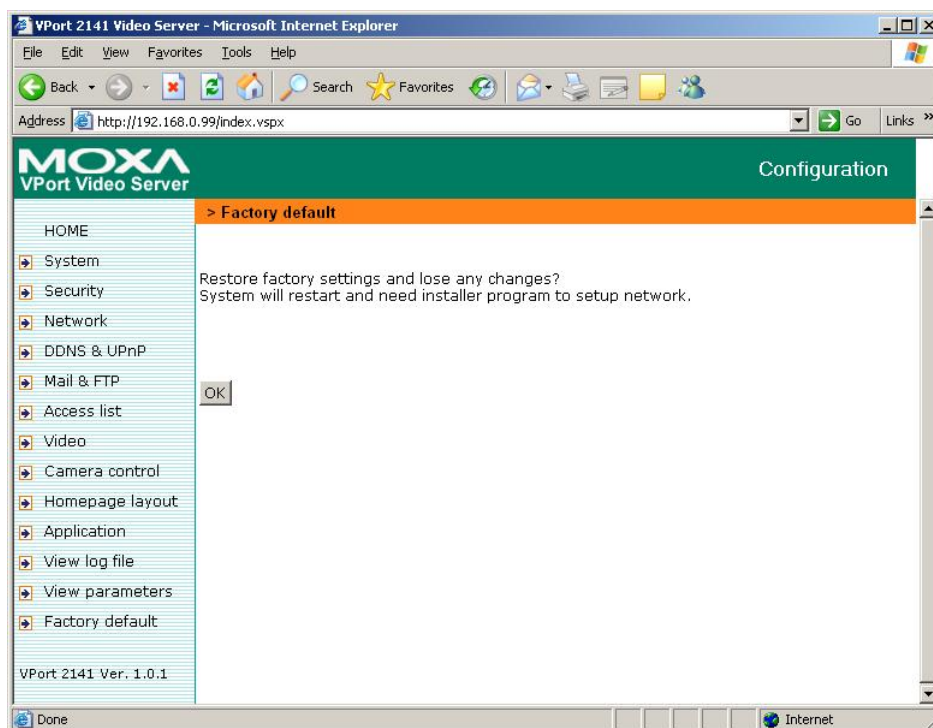 VPort 2141 Video Server - Microsoft Internet Explorer
File Edit View Favorites Tools Help
Back Search Favorites
Address http://192.168.0.99/index.vspx Go Links »
MOXA
VPort Video Server
Configuration
> Factory default
HOME
System
Security
Network
DDNS & UPnP
Mail & FTP
Access list
Video
Camera control
Homepage layout
Application
View log file
View parameters
Factory default
VPort 2141 Ver. 1.0.1
Restore factory settings and lose any changes?
System will restart and need installer program to setup network.
OK
Done Internet